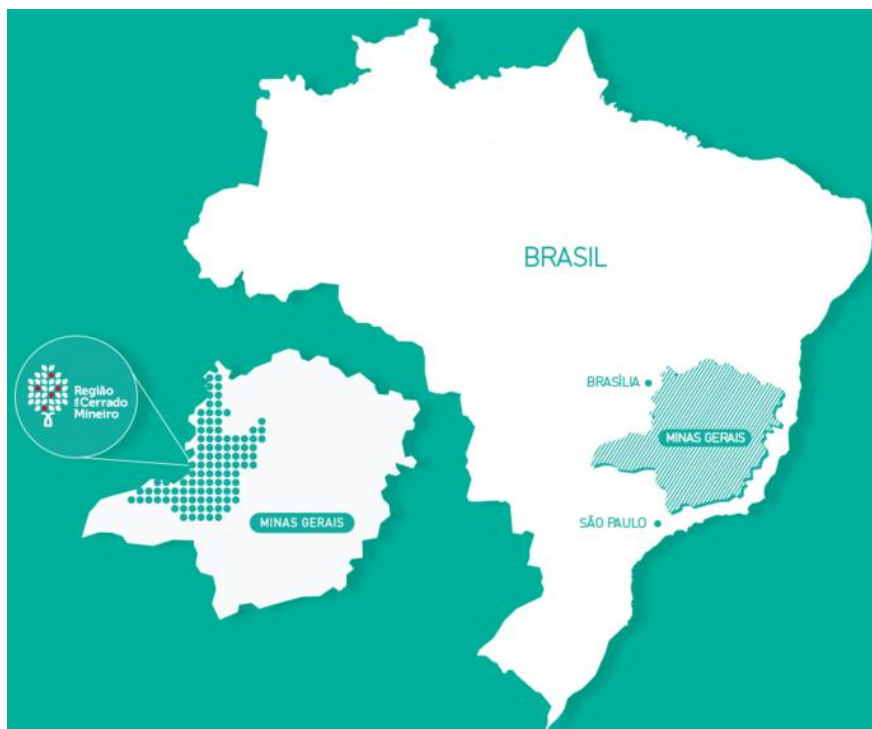 BRASIL
BRASÍLIA
MINAS GERAIS
SÃO PAULO
Região
do Cerrado
Mineiro
MINAS GERAIS